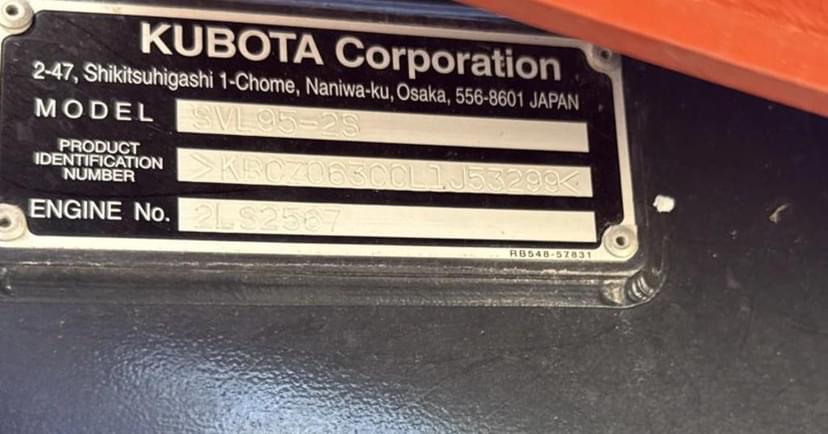 KUBOTA Corporation
2-47, Shikitsuhigashi 1-Chome, Naniwa-ku, Osaka, 556-8601 JAPAN
MODEL SVL95-2S
PRODUCT
IDENTIFICATION
NUMBER >KBCZ063CCL1J53299<
ENGINE No. 2LS2567
RB548-57831